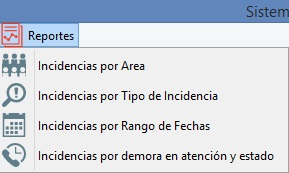 Sistem
Reportes
Incidencias por Area
Incidencias por Tipo de Incidencia
Incidencias por Rango de Fechas
Incidencias por demora en atención y estado